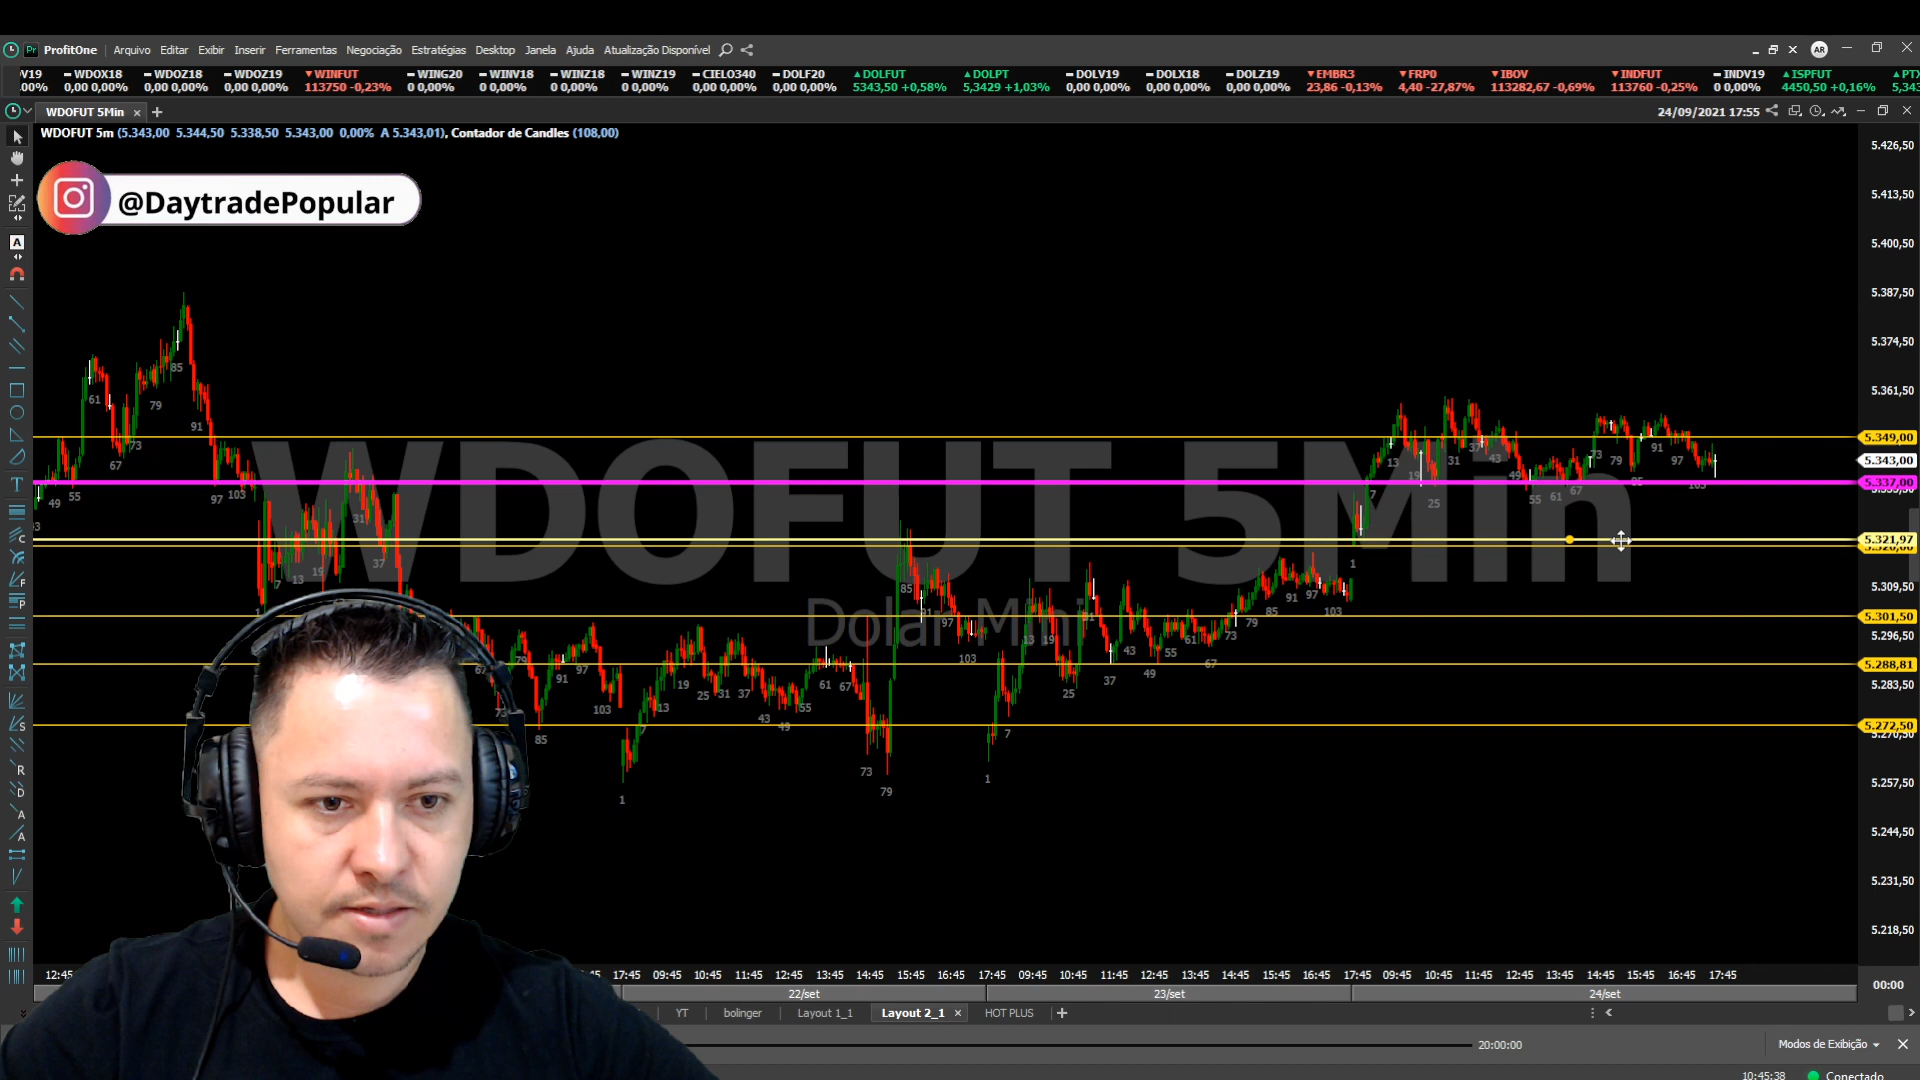 ProfitOne Arquivo Editar Exibir Inserir Ferramentas Negociação Estratégias Desktop Janela Ajuda Atualização Disponível AR
V19 WDOX18 WDOZ18 WDOZ19 WINFUT WING20 WINV18 WINZ18 WINZ19 CIELO340 DOLF20 DOLFUT DOLPT DOLV19 DOLX18 DOLZ19 EMBR3 FRP0 IBOV INDFUT INDV19 ISPFUT
,00% 0 0,00% 0 0,00% 0 0,00% 113750 -0,23% 0 0,00% 0 0,00% 0 0,00% 0 0,00% 0 0,00% 0 0,00% 5343,50 +0,58% 5,3429 +1,03% 0 0,00% 0 0,00% 0 0,00% 23,86 -0,13% 4,40 -27,87% 113282,67 -0,69% 113760 -0,25% 0 0,00% 4450,50 +0,16% 5,343
WDOFUT 5Min 24/09/2021 17:55
WDOFUT 5m (5.343,00 5.344,50 5.338,50 5.343,00 0,00% A 5.343,01), Contador de Candles (108,00)
@DaytradePopular
WDOFUT 5Min
Dolar Mini
5.426,50
5.413,50
5.400,50
5.387,50
5.374,50
5.361,50
5.349,00
5.343,00
5.337,00
5.321,97
5.309,50
5.301,50
5.296,50
5.288,81
5.283,50
5.272,50
5.270,50
5.257,50
5.244,50
5.231,50
5.218,50
12:45 17:45 09:45 10:45 11:45 12:45 13:45 14:45 15:45 16:45 17:45 09:45 10:45 11:45 12:45 13:45 14:45 15:45 16:45 17:45 09:45 10:45 11:45 12:45 13:45 14:45 15:45 16:45 17:45
00:00
22/set 23/set 24/set
YT bolinger Layout 1_1 Layout 2_1 HOT PLUS
20:00:00 Modos de Exibição
10:45:38 Conectado